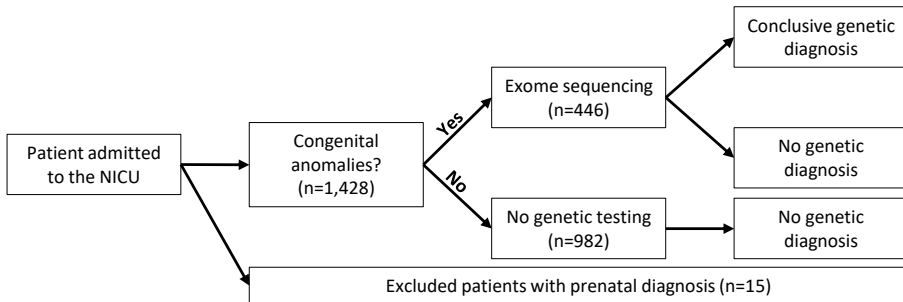 Patient admitted
to the NICU
Congenital
anomalies?
(n=1,428)
Yes
No
Exome sequencing
(n=446)
No genetic testing
(n=982)
Conclusive genetic
diagnosis
No genetic
diagnosis
No genetic
diagnosis
Excluded patients with prenatal diagnosis (n=15)